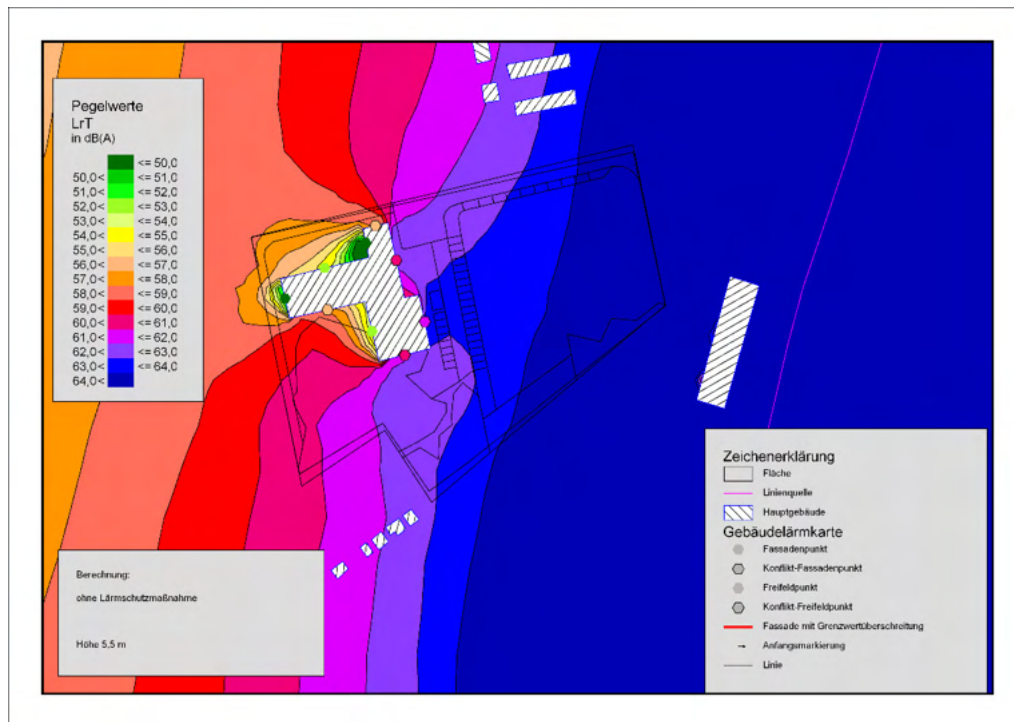 Pegelwerte
LrT
in dB(A)
<= 50,0
50,0< <= 51,0
51,0< <= 52,0
52,0< <= 53,0
53,0< <= 54,0
54,0< <= 55,0
55,0< <= 56,0
56,0< <= 57,0
57,0< <= 58,0
58,0< <= 59,0
59,0< <= 60,0
60,0< <= 61,0
61,0< <= 62,0
62,0< <= 63,0
63,0< <= 64,0
64,0<
Zeichenerklärung
Fläche
Linienquelle
Hauptgebäude
Gebäudelärmkarte
Fassadenpunkt
Konflikt-Fassadenpunkt
Freifeldpunkt
Konflikt-Freifeldpunkt
Fassade mit Grenzwertüberschreitung
Anfangsmarkierung
Linie
Berechnung:
ohne Lärmschutzmaßnahme
Höhe 5,5 m